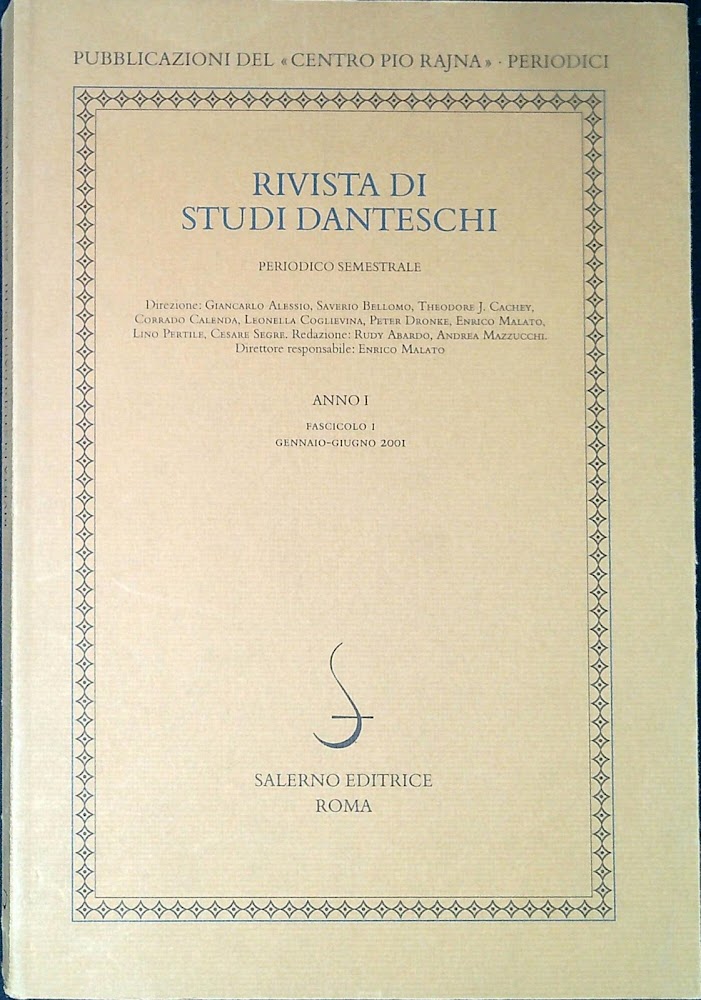 PUBBLICAZIONI DEL «CENTRO PIO RAJNA» · PERIODICI
RIVISTA DI
STUDI DANTESCHI
PERIODICO SEMESTRALE
Direzione: Giancarlo Alessio, Saverio Bellomo, Theodore J. Cachey,
Corrado Calenda, Leonella Coglievina, Peter Dronke, Enrico Malato,
Lino Pertile, Cesare Segre. Redazione: Rudy Abardo, Andrea Mazzucchi.
Direttore responsabile: Enrico Malato
ANNO I
FASCICOLO I
GENNAIO-GIUGNO 2001
SALERNO EDITRICE
ROMA